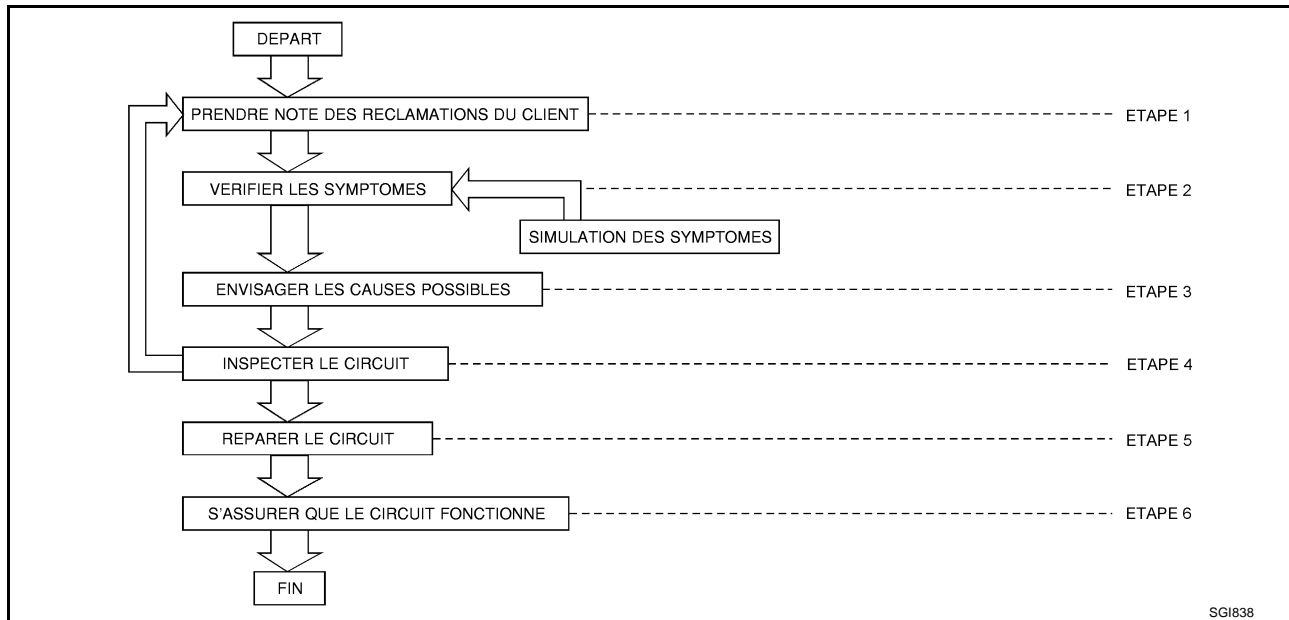 DEPART
PRENDRE NOTE DES RECLAMATIONS DU CLIENT
ETAPE 1
VERIFIER LES SYMPTOMES
ETAPE 2
SIMULATION DES SYMPTOMES
ENVISAGER LES CAUSES POSSIBLES
ETAPE 3
INSPECTER LE CIRCUIT
ETAPE 4
REPARER LE CIRCUIT
ETAPE 5
S'ASSURER QUE LE CIRCUIT FONCTIONNE
ETAPE 6
FIN
SGI838